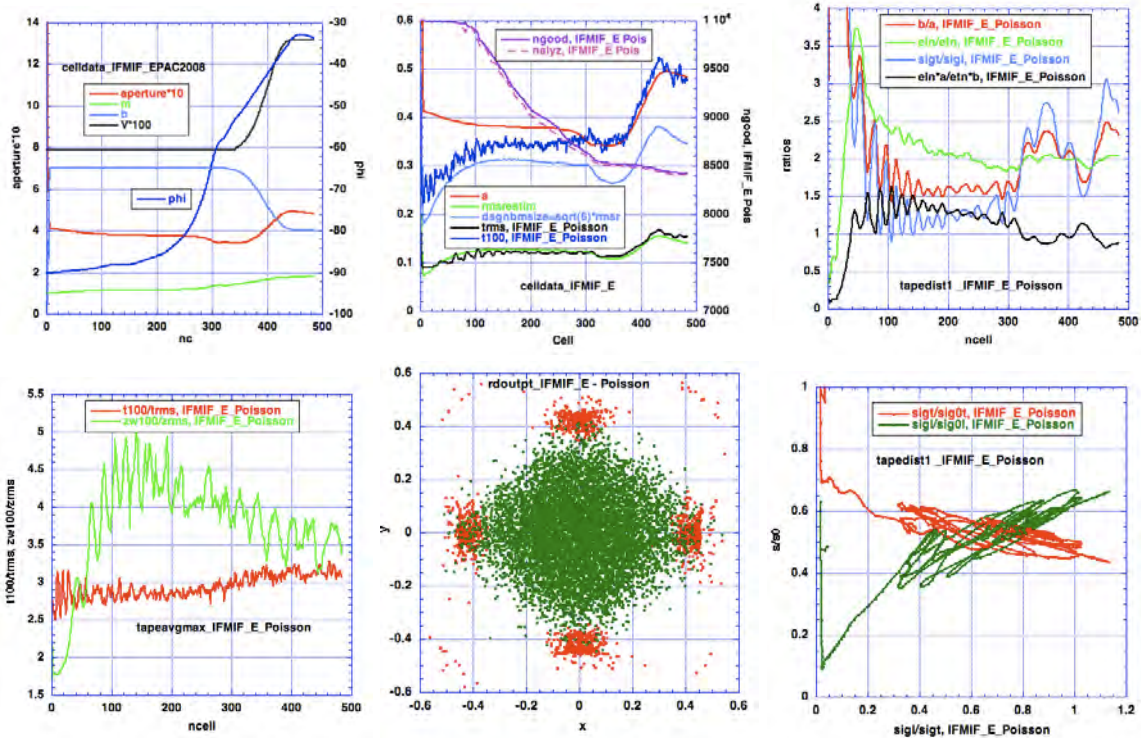 celldata_IFMIF_EPAC2008
aperture*10
m
b
V*100
phi
aperture*10
phi
nc
14
12
10
8
6
4
2
0
-30
-40
-50
-60
-70
-80
-90
-100
0 100 200 300 400 500
ngood, IFMIF_E Pois
nalyz, IFMIF_E Pois
a
rmsreslim
dsgnbmsize=sqrt(5)*rmsr
trms, IFMIF_E_Poisson
t100, IFMIF_E_Poisson
celldata_IFMIF_E
ngood, IFMIF_E Pois
Cell
0.6
0.5
0.4
0.3
0.2
0.1
0
1 10⁴
9500
9000
8500
8000
7500
7000
0 100 200 300 400 500
b/a, IFMIF_E_Poisson
eln/etn, IFMIF_E_Poisson
sigt/sigl, IFMIF_E_Poisson
eln*a/etn*b, IFMIF_E_Poisson
tapedist1 _IFMIF_E_Poisson
ratios
ncell
4
3.5
3
2.5
2
1.5
1
0.5
0
0 100 200 300 400 500
t100/trms, IFMIF_E_Poisson
zw100/zrms, IFMIF_E_Poisson
tapeavgmax_IFMIF_E_Poisson
t100/trms, zw100/zrms
ncell
5.5
5
4.5
4
3.5
3
2.5
2
1.5
0 100 200 300 400 500
rdoutpt_IFMIF_E - Poisson
y
x
0.6
0.4
0.2
0
-0.2
-0.4
-0.6
-0.6 -0.4 -0.2 0 0.2 0.4 0.6
sigt/sig0t, IFMIF_E_Poisson
sigl/sig0l, IFMIF_E_Poisson
tapedist1 _IFMIF_E_Poisson
s/s0
sigl/sigt, IFMIF_E_Poisson
1
0.8
0.6
0.4
0.2
0
0 0.2 0.4 0.6 0.8 1 1.2